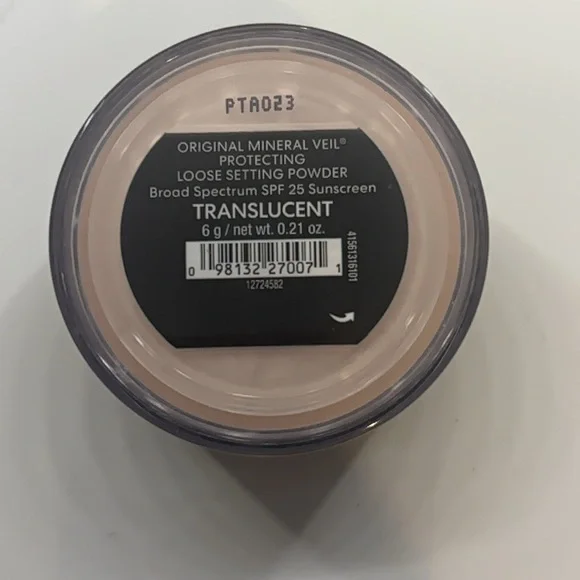 PTA023
ORIGINAL MINERAL VEIL®
PROTECTING
LOOSE SETTING POWDER
Broad Spectrum SPF 25 Sunscreen
TRANSLUCENT
6 g / net wt. 0.21 oz.
0 98132 27007 1
12724582
41561316101